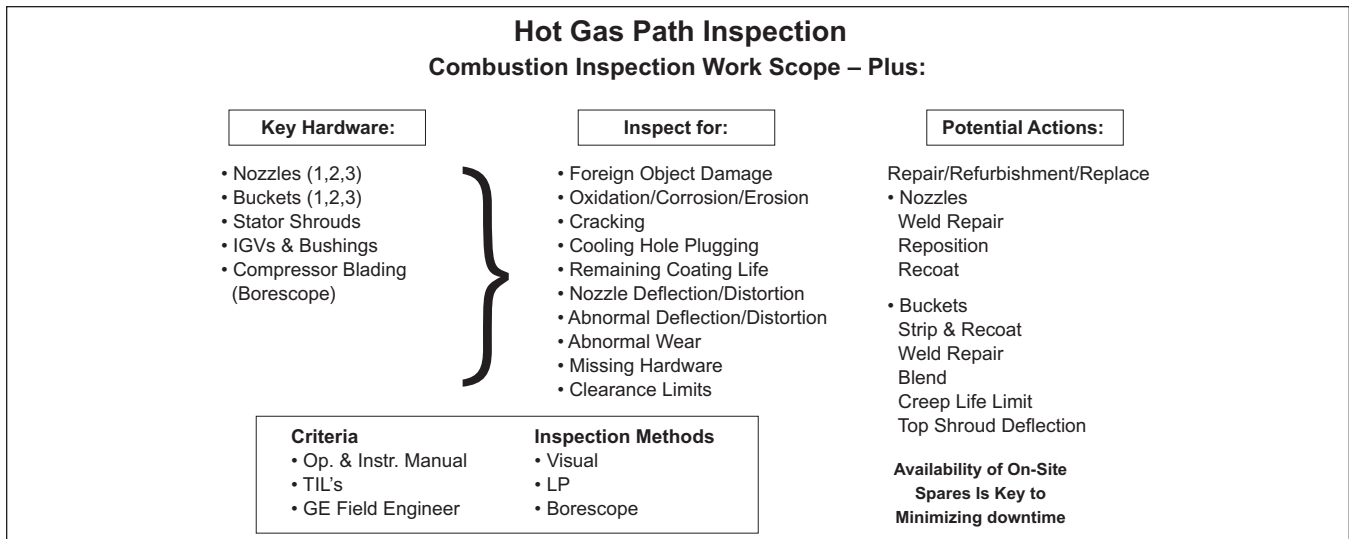 Hot Gas Path Inspection
Combustion Inspection Work Scope – Plus:
Key Hardware:
• Nozzles (1,2,3)
• Buckets (1,2,3)
• Stator Shrouds
• IGVs & Bushings
• Compressor Blading
(Borescope)
Inspect for:
• Foreign Object Damage
• Oxidation/Corrosion/Erosion
• Cracking
• Cooling Hole Plugging
• Remaining Coating Life
• Nozzle Deflection/Distortion
• Abnormal Deflection/Distortion
• Abnormal Wear
• Missing Hardware
• Clearance Limits
Potential Actions:
Repair/Refurbishment/Replace
• Nozzles
Weld Repair
Reposition
Recoat
• Buckets
Strip & Recoat
Weld Repair
Blend
Creep Life Limit
Top Shroud Deflection
Criteria
• Op. & Instr. Manual
• TIL's
• GE Field Engineer
Inspection Methods
• Visual
• LP
• Borescope
Availability of On-Site
Spares Is Key to
Minimizing downtime